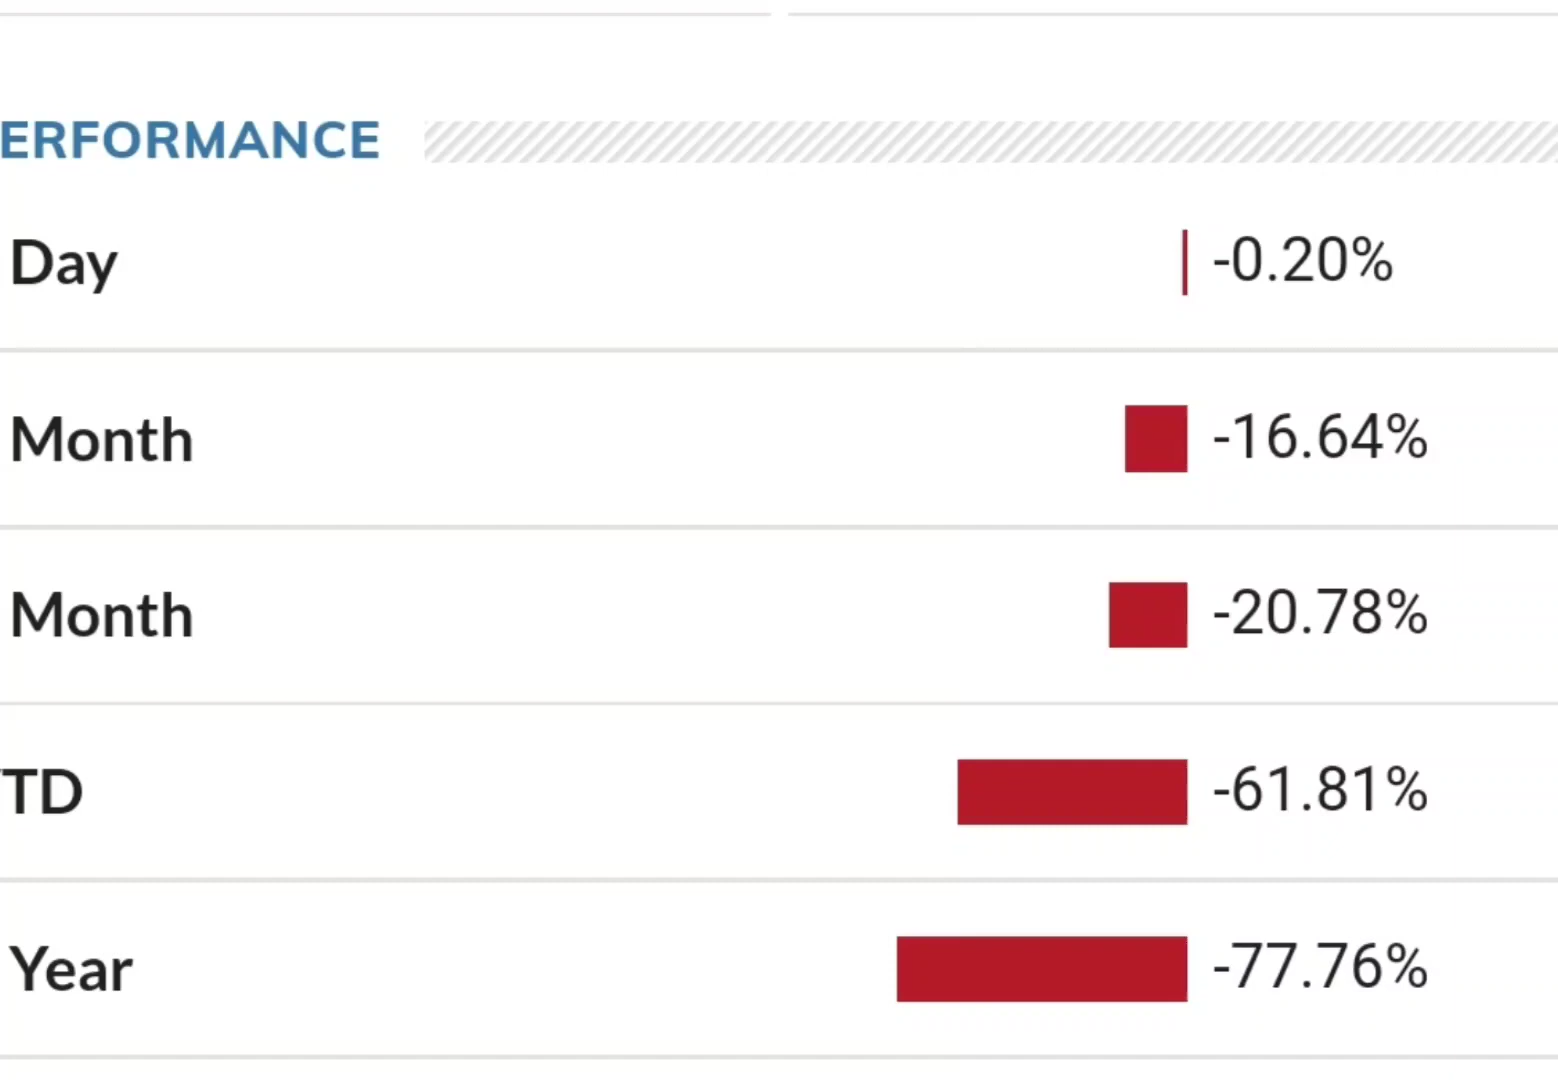 ERFORMANCE
Day -0.20%
Month -16.64%
Month -20.78%
TD -61.81%
Year -77.76%